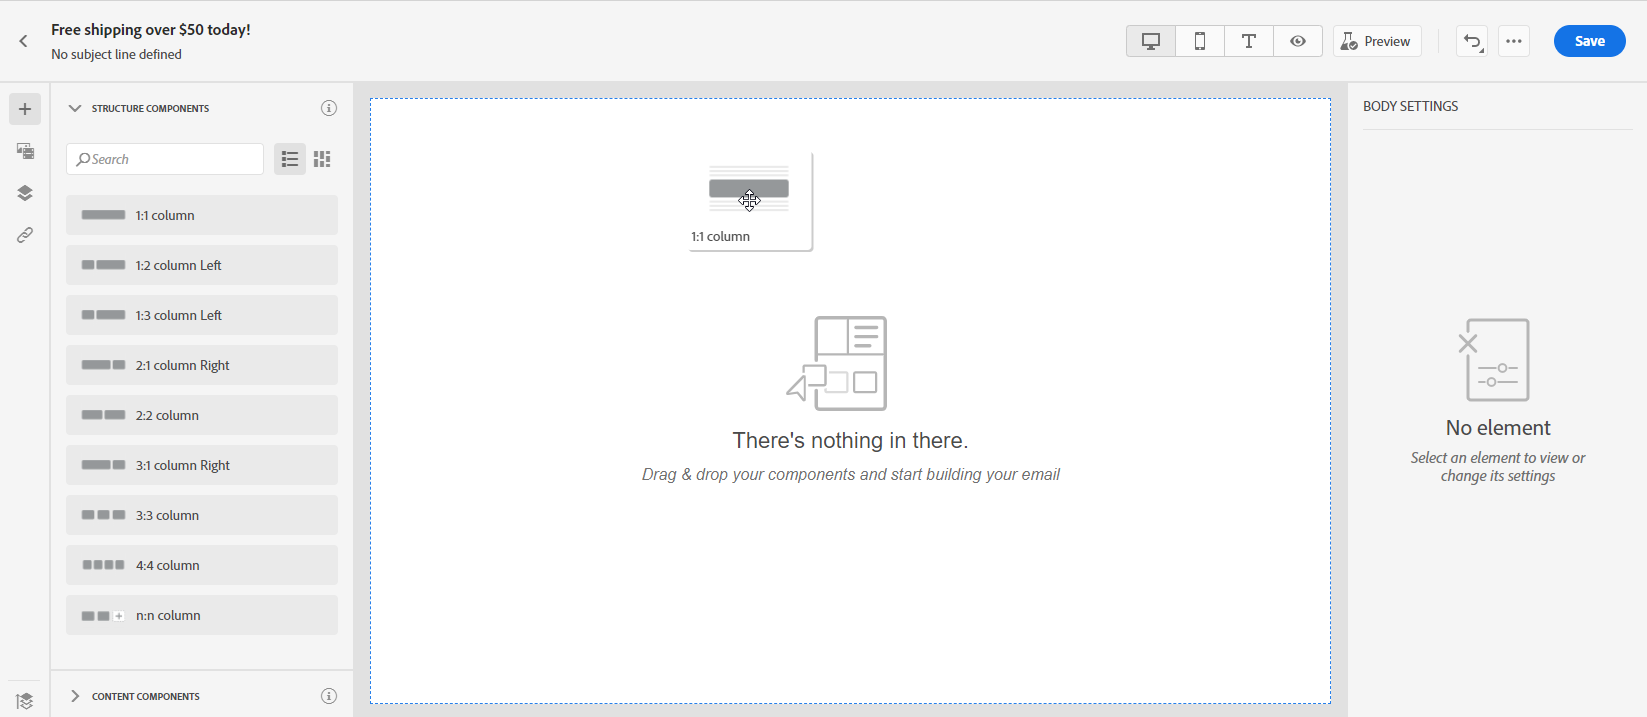 Free shipping over $50 today!
No subject line defined
Preview
Save
STRUCTURE COMPONENTS
Search
1:1 column
1:2 column Left
1:3 column Left
2:1 column Right
2:2 column
3:1 column Right
3:3 column
4:4 column
n:n column
CONTENT COMPONENTS
1:1 column
There's nothing in there.
Drag & drop your components and start building your email
BODY SETTINGS
No element
Select an element to view or
change its settings